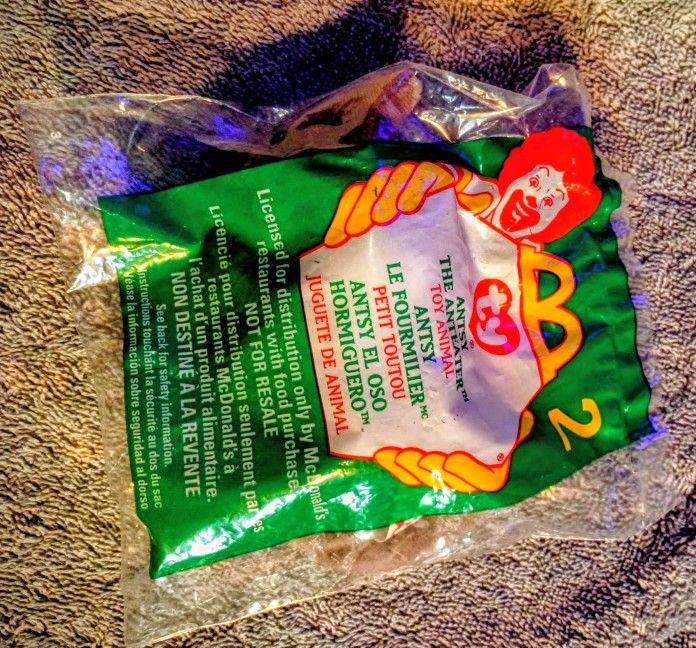 2
ty®
ANTSY
THE ANTEATER™
TOY ANIMAL
ANTSY
LE FOURMILIER MC
PETIT TOUTOU
ANTSY EL OSO
HORMIGUERO™
JUGUETE DE ANIMAL
®
Licensed for distribution only by McDonald's
restaurants with food purchase.
NOT FOR RESALE
Licencié pour distribution seulement par les
restaurants McDonald's à
l'achat d'un produit alimentaire.
NON DESTINÉ À LA REVENTE
See back for safety information.
Instructions touchant la sécurité au dos du sac
Véase la información sobre seguridad al dorso